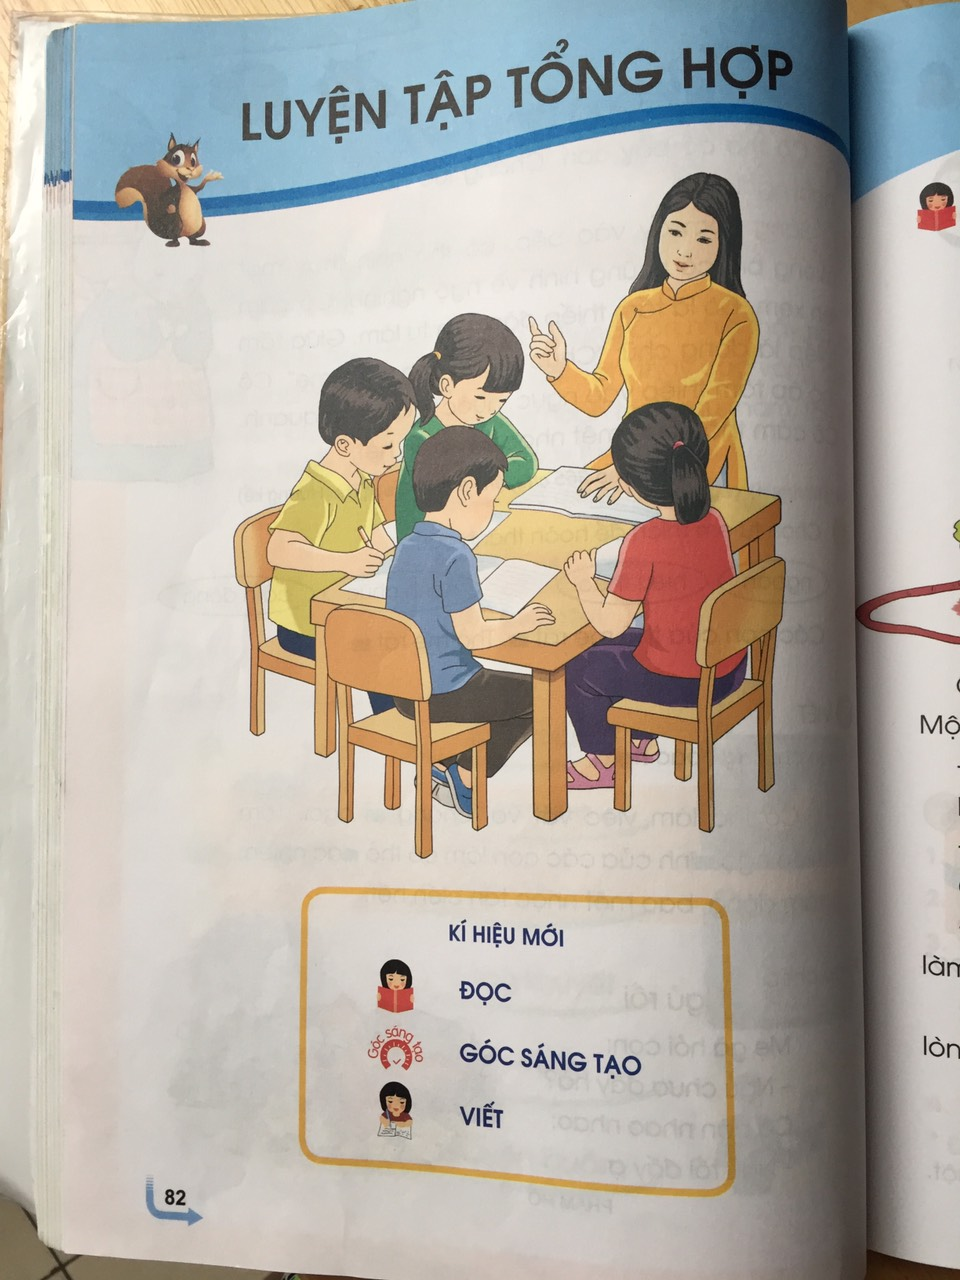 LUYỆN TẬP TỔNG HỢP
KÍ HIỆU MỚI
ĐỌC
Góc sáng tạo
GÓC SÁNG TẠO
VIẾT
82
Mộ
làm
lòn